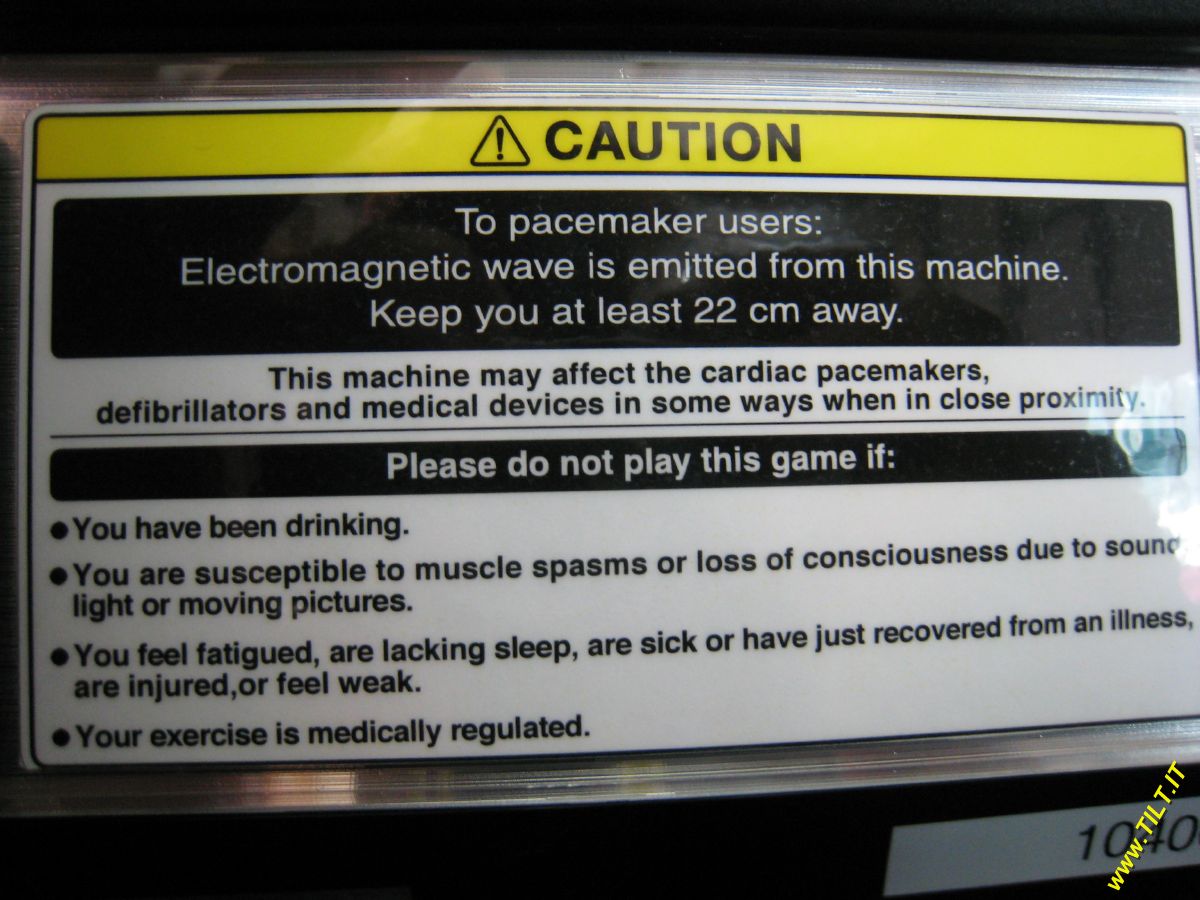 CAUTION
To pacemaker users:
Electromagnetic wave is emitted from this machine.
Keep you at least 22 cm away.
This machine may affect the cardiac pacemakers,
defibrillators and medical devices in some ways when in close proximity.
Please do not play this game if:
●You have been drinking.
●You are susceptible to muscle spasms or loss of consciousness due to sound
light or moving pictures.
●You feel fatigued, are lacking sleep, are sick or have just recovered from an illness,
are injured,or feel weak.
●Your exercise is medically regulated.
www.TILT.IT